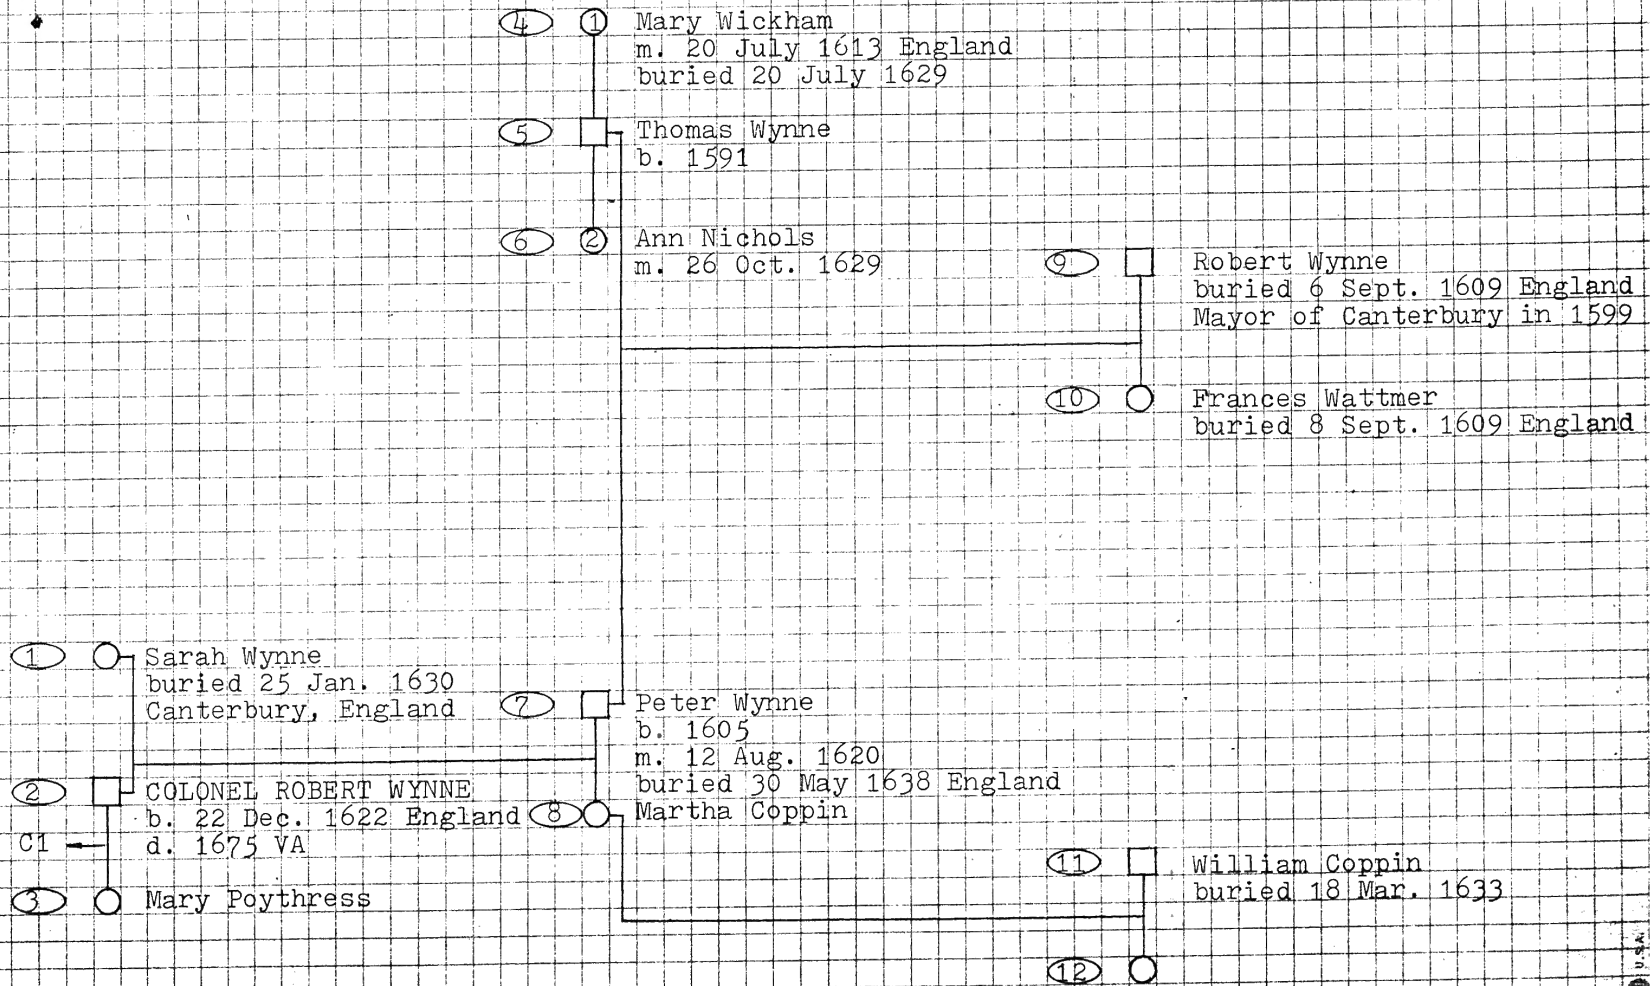 4 1 Mary Wickham
m. 20 July 1613 England
buried 20 July 1629
5 Thomas Wynne
b. 1591
6 2 Ann Nichols
m. 26 Oct. 1629
9 Robert Wynne
buried 6 Sept. 1609 England
Mayor of Canterbury in 1599
10 Frances Wattmer
buried 8 Sept. 1609 England
1 Sarah Wynne
buried 25 Jan. 1630
Canterbury, England
7 Peter Wynne
b. 1605
m. 12 Aug. 1620
buried 30 May 1638 England
2 COLONEL ROBERT WYNNE
b. 22 Dec. 1622 England
d. 1675 VA
C1
8 Martha Coppin
3 Mary Poythress
11 William Coppin
buried 18 Mar. 1633
12
U.S.A.